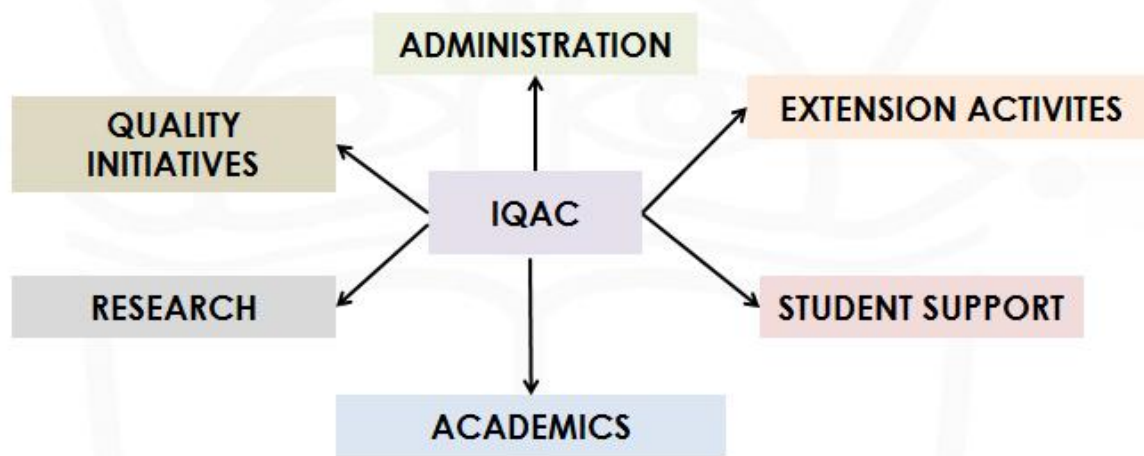 ADMINISTRATION
EXTENSION ACTIVITES
QUALITY
INITIATIVES
IQAC
RESEARCH
STUDENT SUPPORT
ACADEMICS